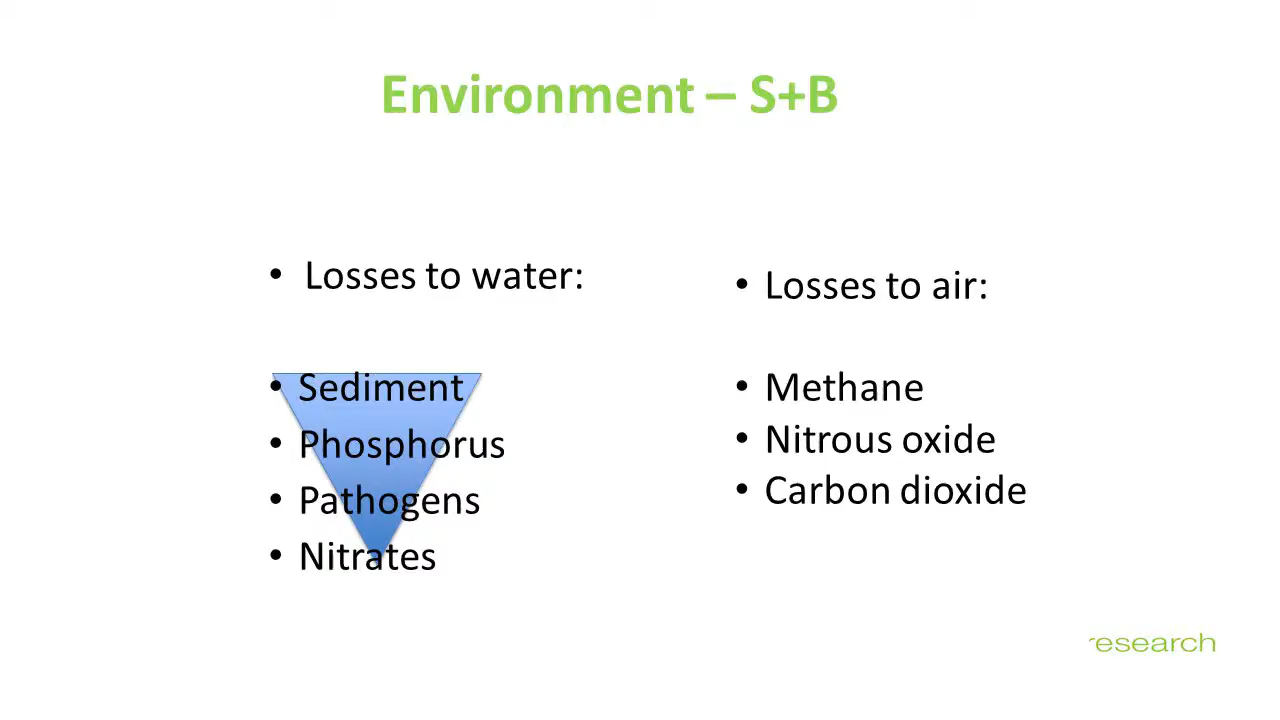 Environment – S+B
• Losses to water:
• Sediment
• Phosphorus
• Pathogens
• Nitrates
• Losses to air:
• Methane
• Nitrous oxide
• Carbon dioxide
research